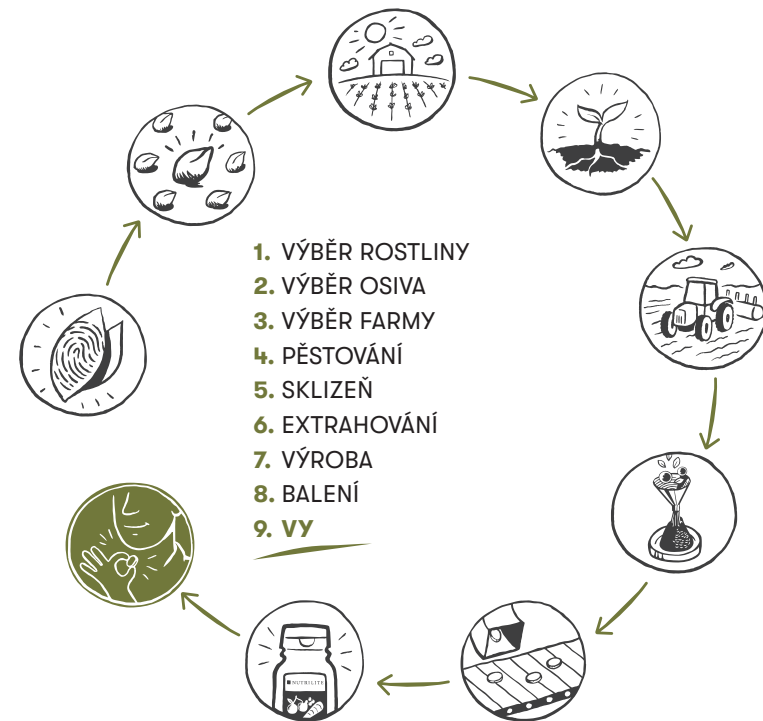 1. VÝBĚR ROSTLINY
2. VÝBĚR OSIVA
3. VÝBĚR FARMY
4. PĚSTOVÁNÍ
5. SKLIZEŇ
6. EXTRAHOVÁNÍ
7. VÝROBA
8. BALENÍ
9. VY
NUTRILITE